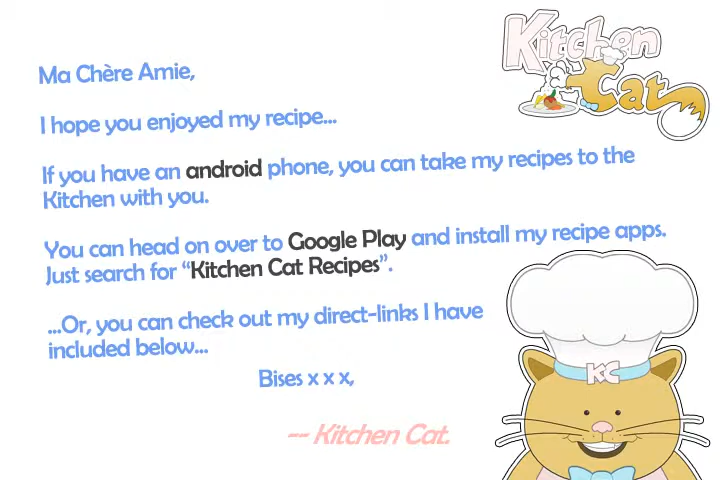 Kitchen
Cat
Ma Chère Amie,
I hope you enjoyed my recipe...
If you have an android phone, you can take my recipes to the
Kitchen with you.
You can head on over to Google Play and install my recipe apps.
Just search for “Kitchen Cat Recipes”.
...Or, you can check out my direct-links I have
included below...
Bises x x x,
-- Kitchen Cat.
KC